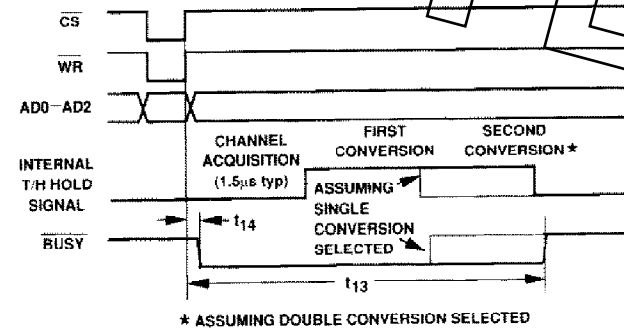 CS
WR
AD0–AD2
CHANNEL
ACQUISITION
(1.5µs typ)
FIRST
CONVERSION
SECOND
CONVERSION★
INTERNAL
T/H HOLD
SIGNAL
ASSUMING
SINGLE
CONVERSION
SELECTED
t14
BUSY
t13
★ ASSUMING DOUBLE CONVERSION SELECTED